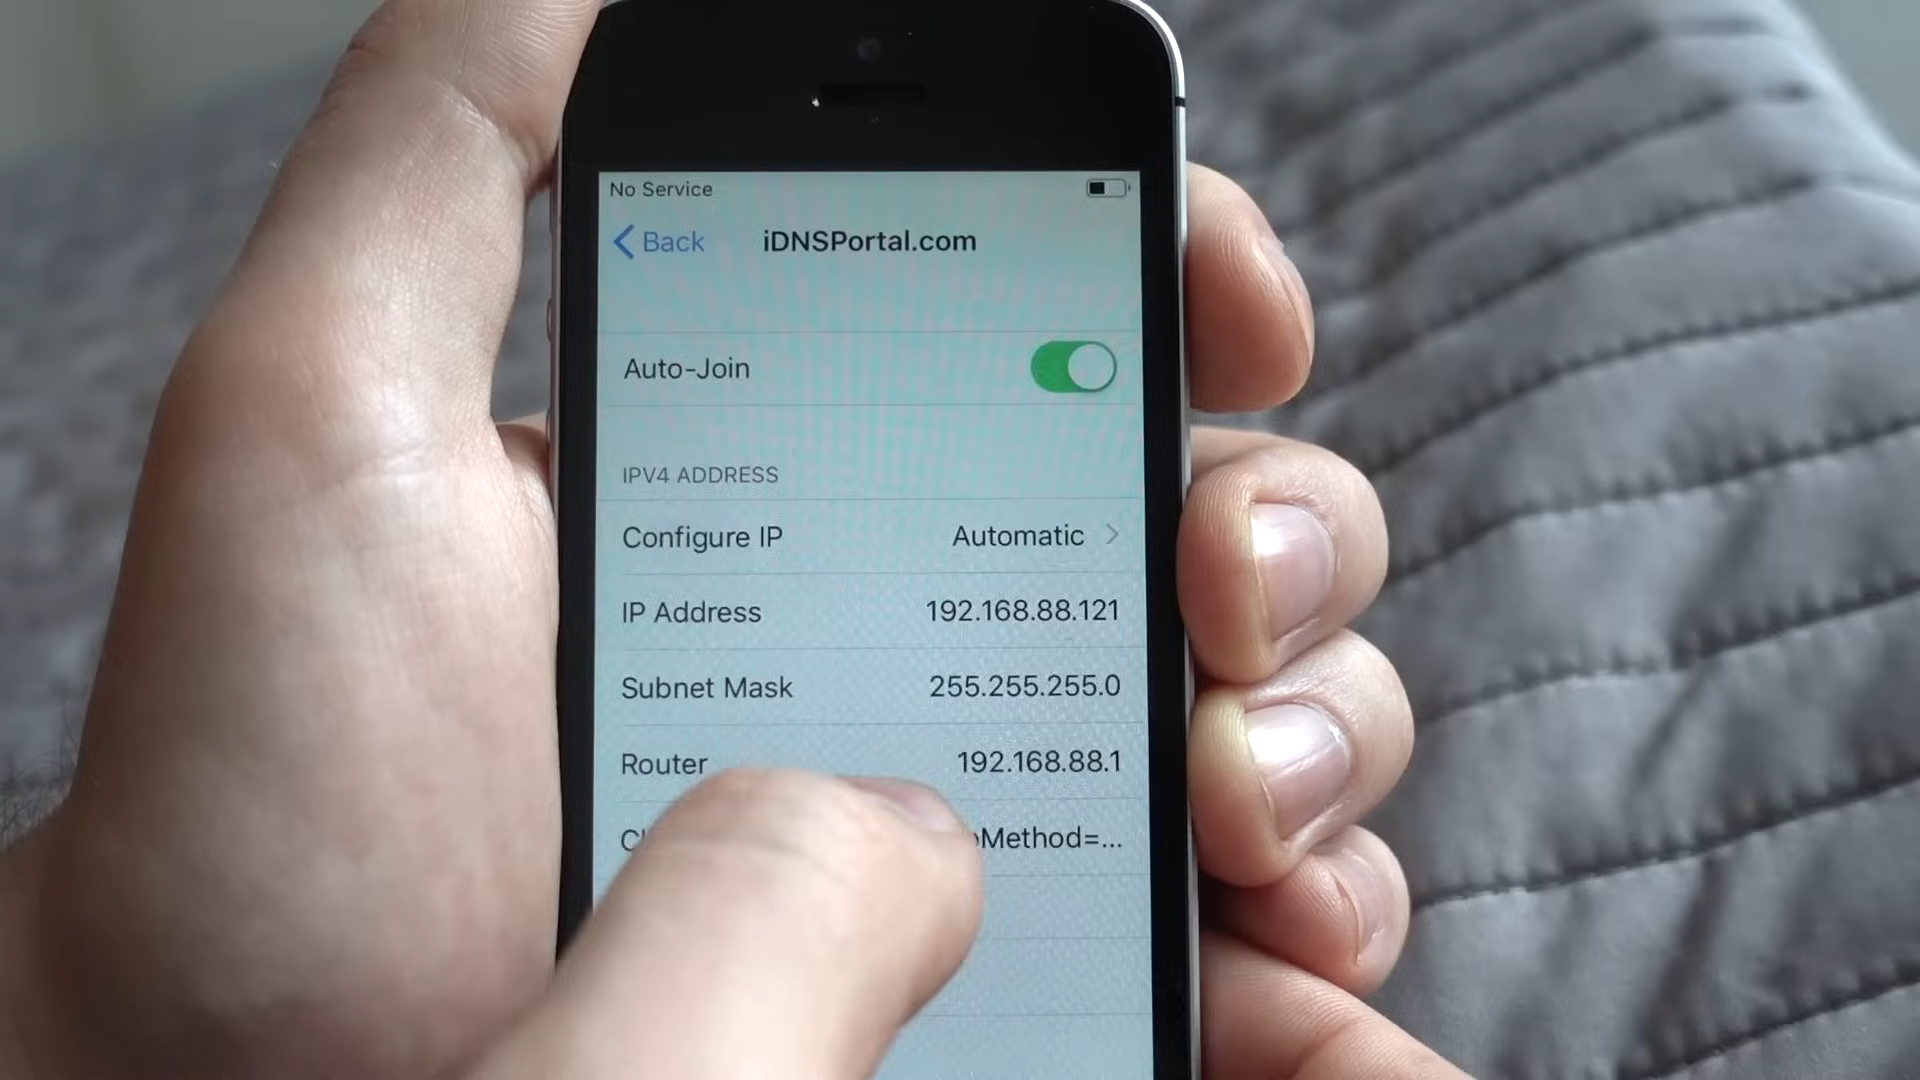 No Service
Back iDNSPortal.com
Auto-Join
IPV4 ADDRESS
Configure IP Automatic
IP Address 192.168.88.121
Subnet Mask 255.255.255.0
Router 192.168.88.1
Method=...